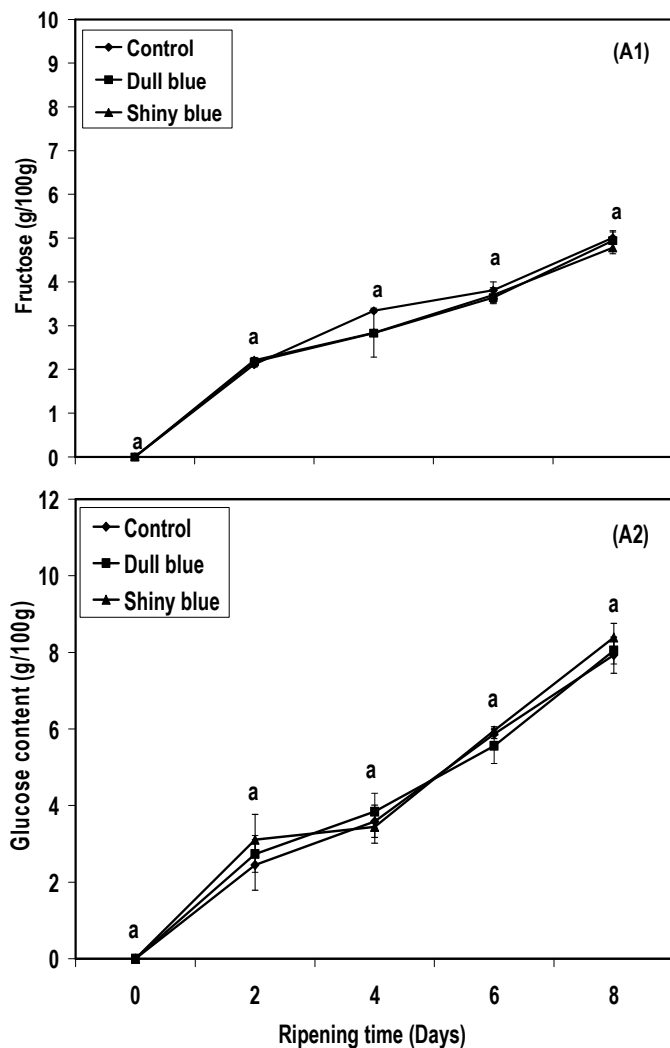 10
9
8
7
6
5
4
3
2
1
0
Fructose (g/100g)
Control
Dull blue
Shiny blue
(A1)
a
a
a
a
a
12
10
8
6
4
2
0
Glucose content (g/100g)
Control
Dull blue
Shiny blue
(A2)
a
a
a
a
a
0 2 4 6 8
Ripening time (Days)